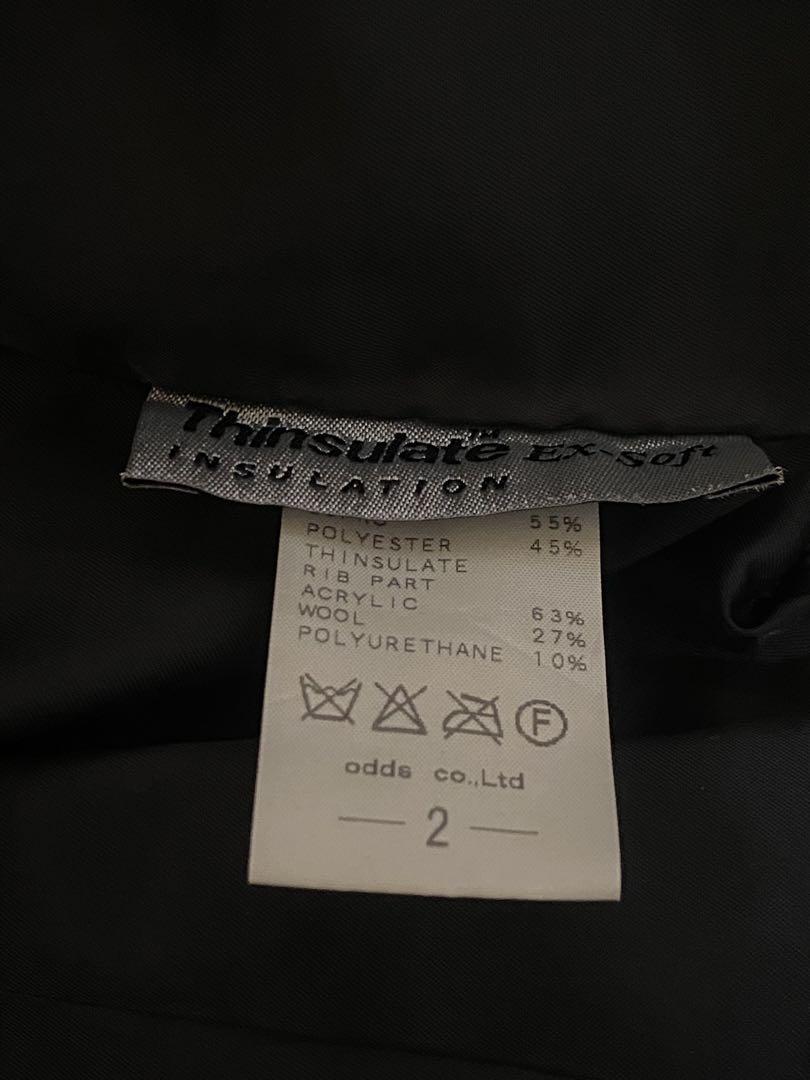 Thinsulate™ Ex-Soft
INSULATION
55%
POLYESTER 45%
THINSULATE
RIB PART
ACRYLIC 63%
WOOL 27%
POLYURETHANE 10%
F
odds co.,Ltd
— 2 —